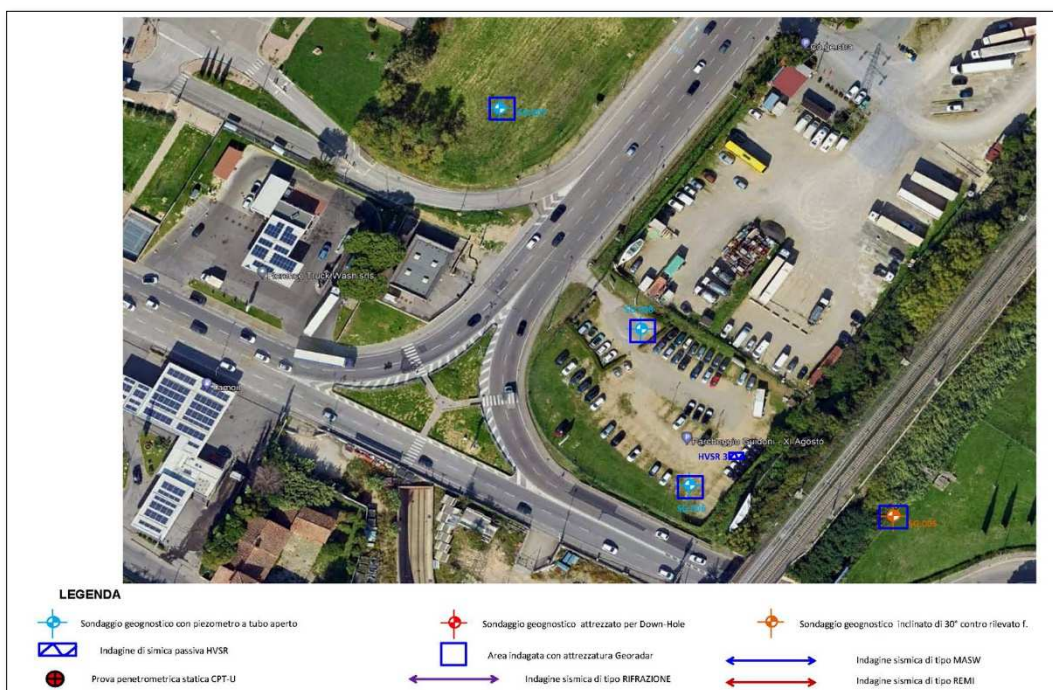 HVSR 3
Parcheggio Guidoni - XI Agosto
LEGENDA
Sondaggio geognostico con piezometro a tubo aperto
Sondaggio geognostico attrezzato per Down-Hole
Sondaggio geognostico inclinato di 30° contro rilevato f.
Indagine di simica passiva HVSR
Area indagata con attrezzatura Georadar
Indagine sismica di tipo MASW
Prova penetrometrica statica CPT-U
Indagine sismica di tipo RIFRAZIONE
Indagine sismica di tipo REMI